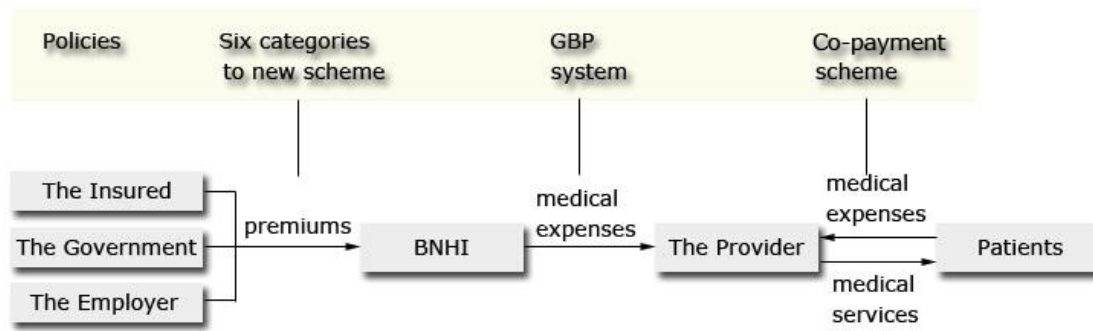 Policies
Six categories
to new scheme
GBP
system
Co-payment
scheme
The Insured
The Government
The Employer
premiums
BNHI
medical
expenses
The Provider
medical
expenses
medical
services
Patients